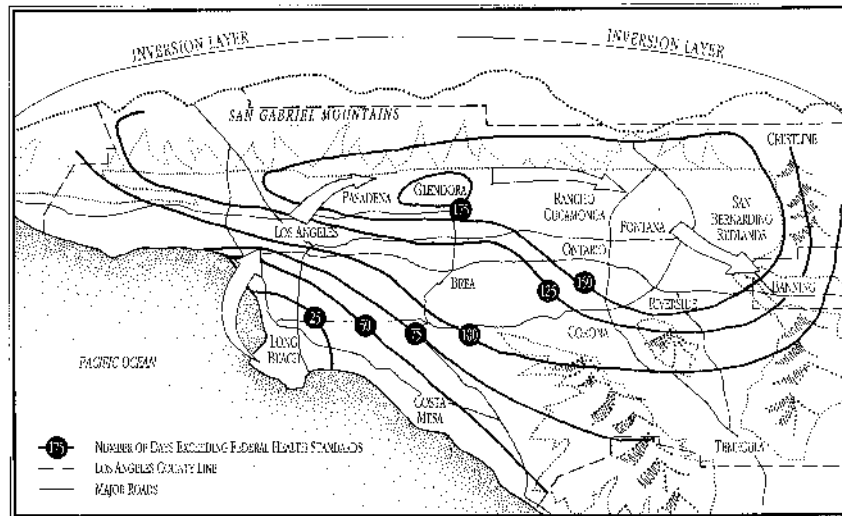 INVERSION LAYER
INVERSION LAYER
SAN GABRIEL MOUNTAINS
CRISTLINE
GLENDORA
PASADENA
175
RANCHO
CUCAMONGA
SAN
BERNARDINO
REDLANDS
FONTANA
LOS ANGELES
ONTARIO
BREA
125
150
BANNING
RIVERSIDE
25
50
75
100
CORONA
LONG
BEACH
PACIFIC OCEAN
COSTA
MESA
TEMECULA
175
NUMBER OF DAYS EXCEEDING FEDERAL HEALTH STANDARDS
LOS ANGELES COUNTY LINE
MAJOR ROADS